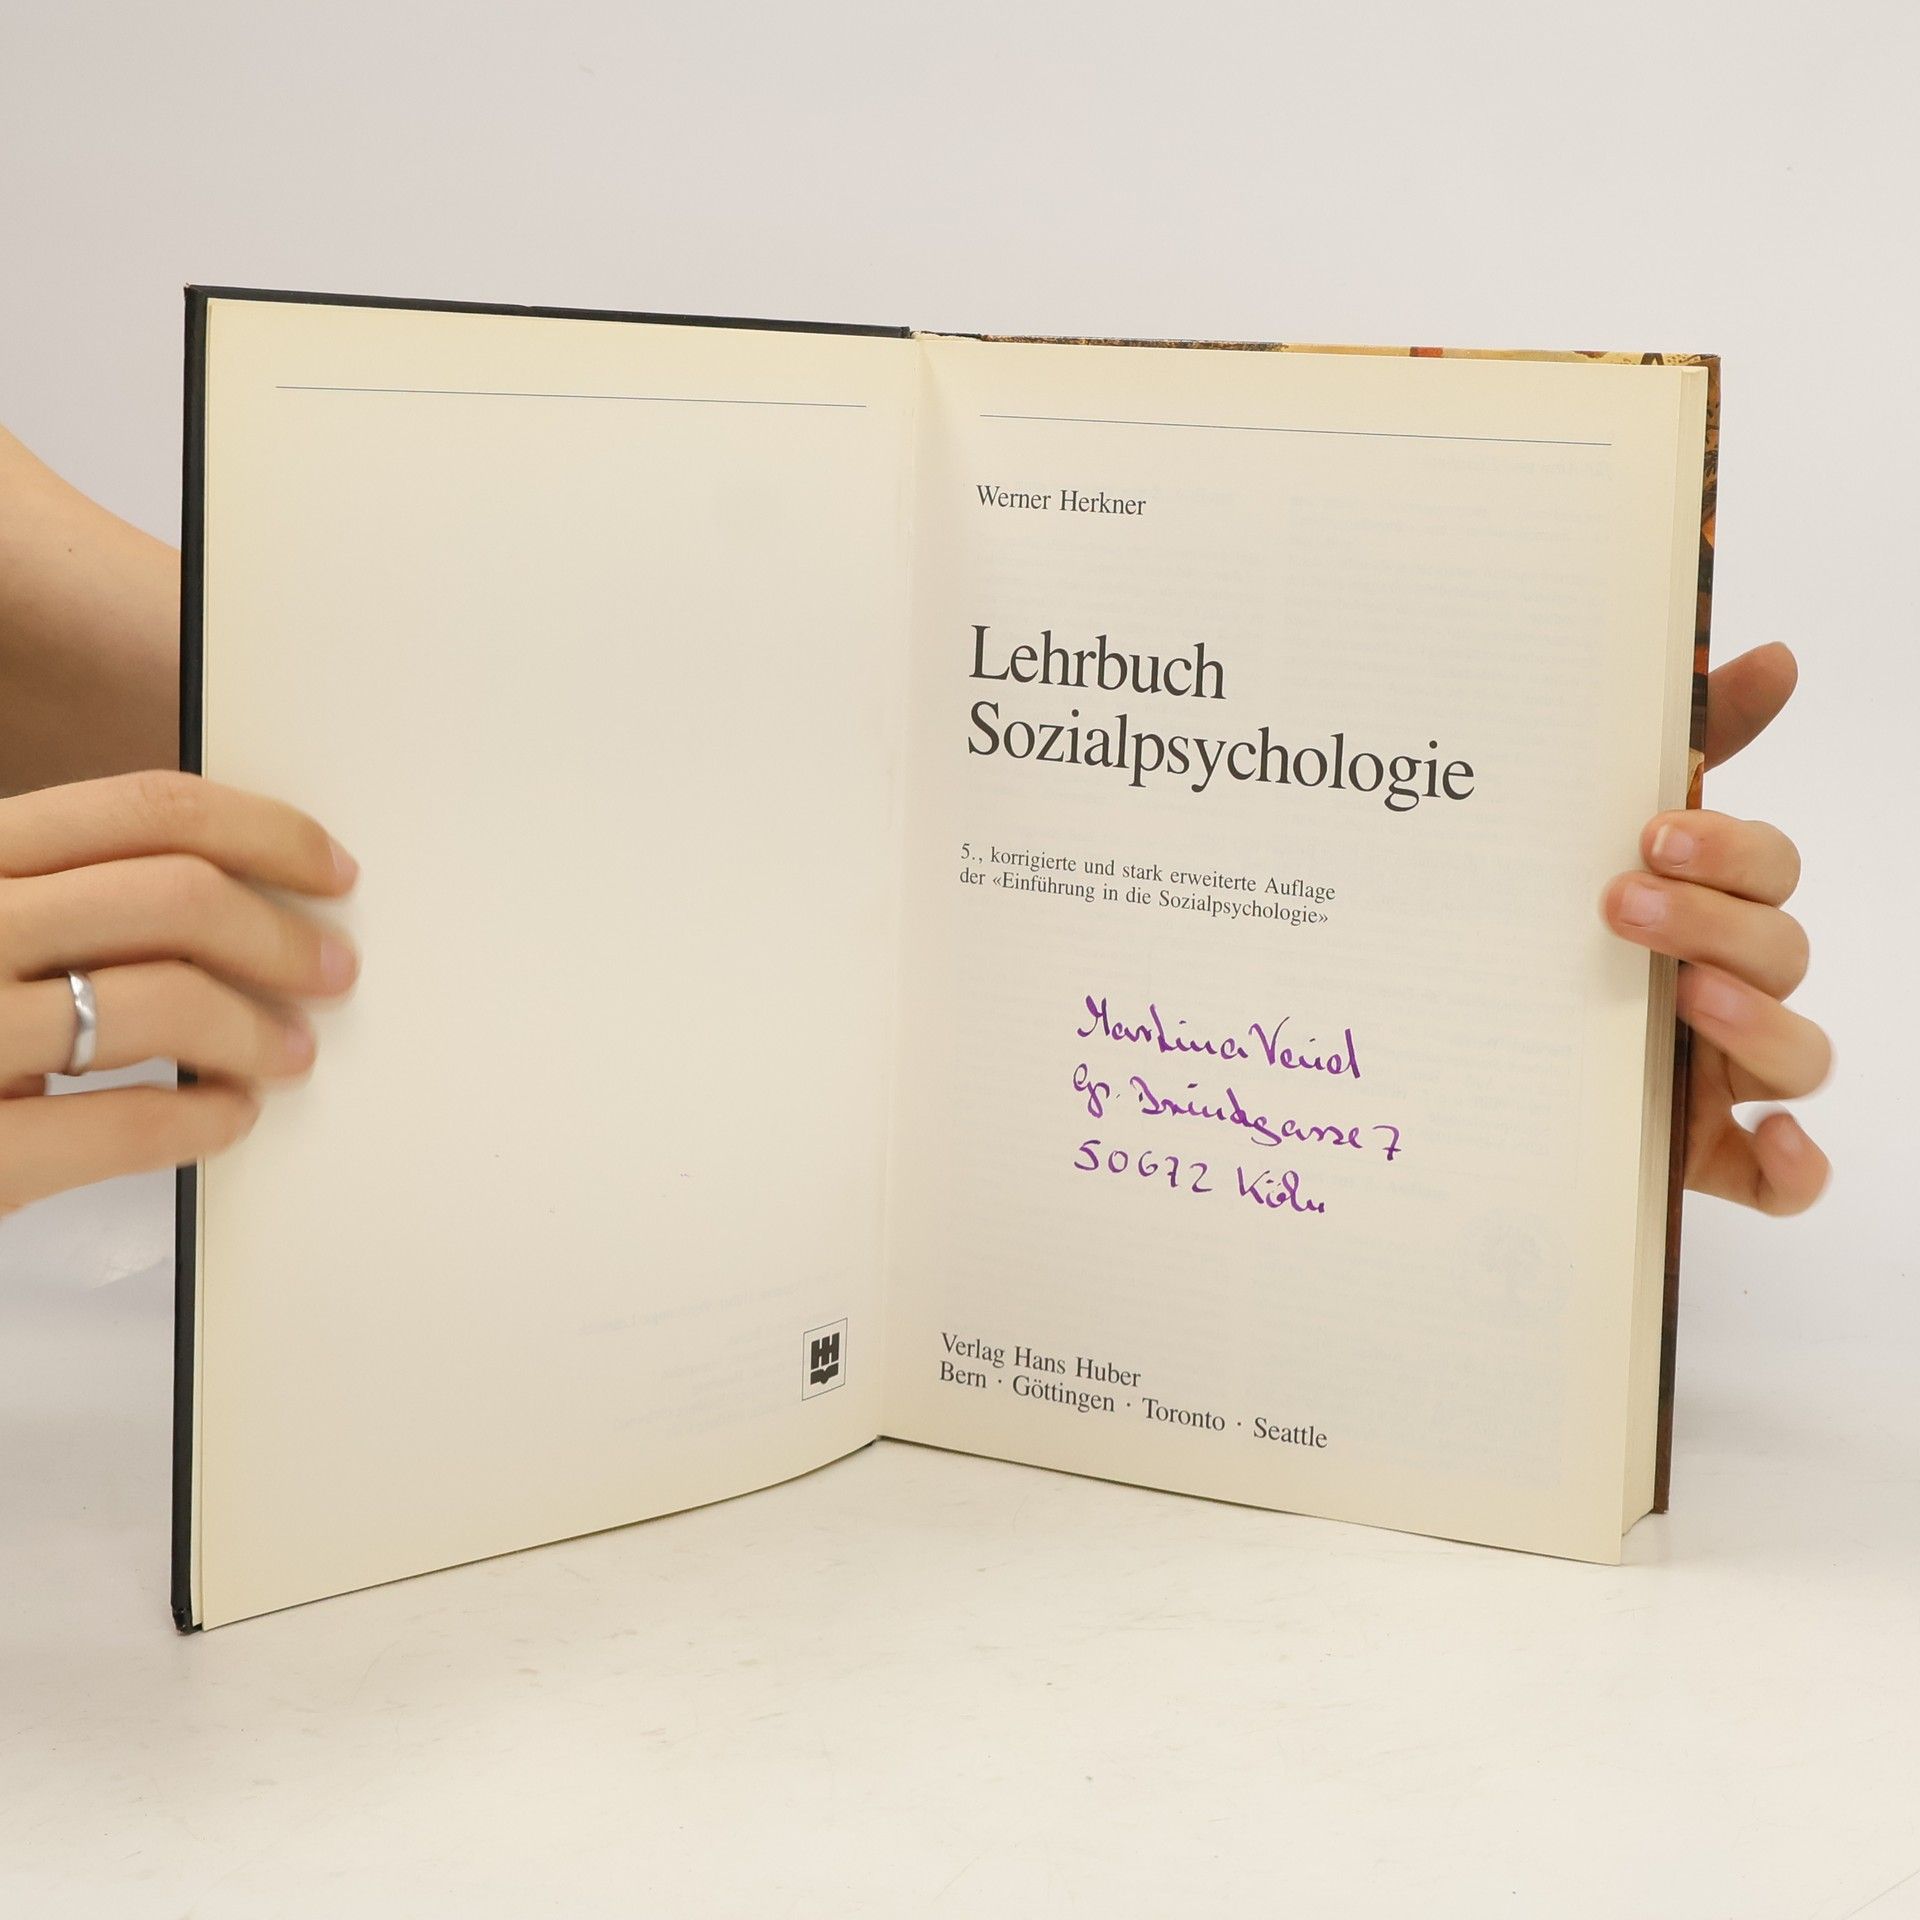 Werner Herkner
Lehrbuch
Sozialpsychologie
5., korrigierte und stark erweiterte Auflage
der «Einführung in die Sozialpsychologie»
Martina
Gr. Brinkgasse 7
50672 Köln
Verlag Hans Huber
Bern · Göttingen · Toronto · Seattle